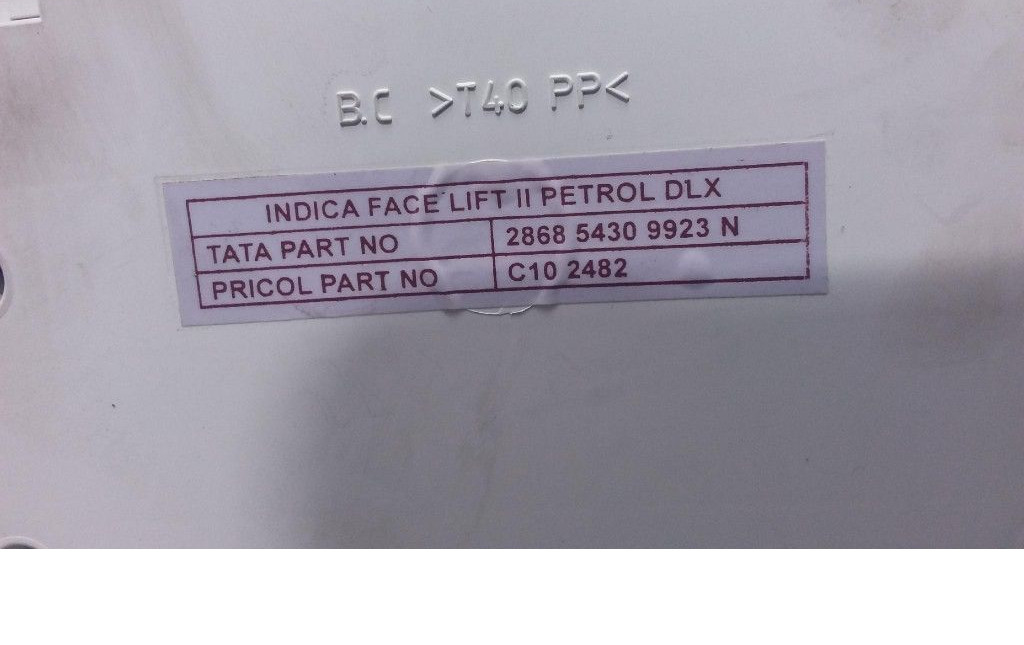 B.C >T40 PP<
INDICA FACE LIFT II PETROL DLX
TATA PART NO 2868 5430 9923 N
PRICOL PART NO C10 2482